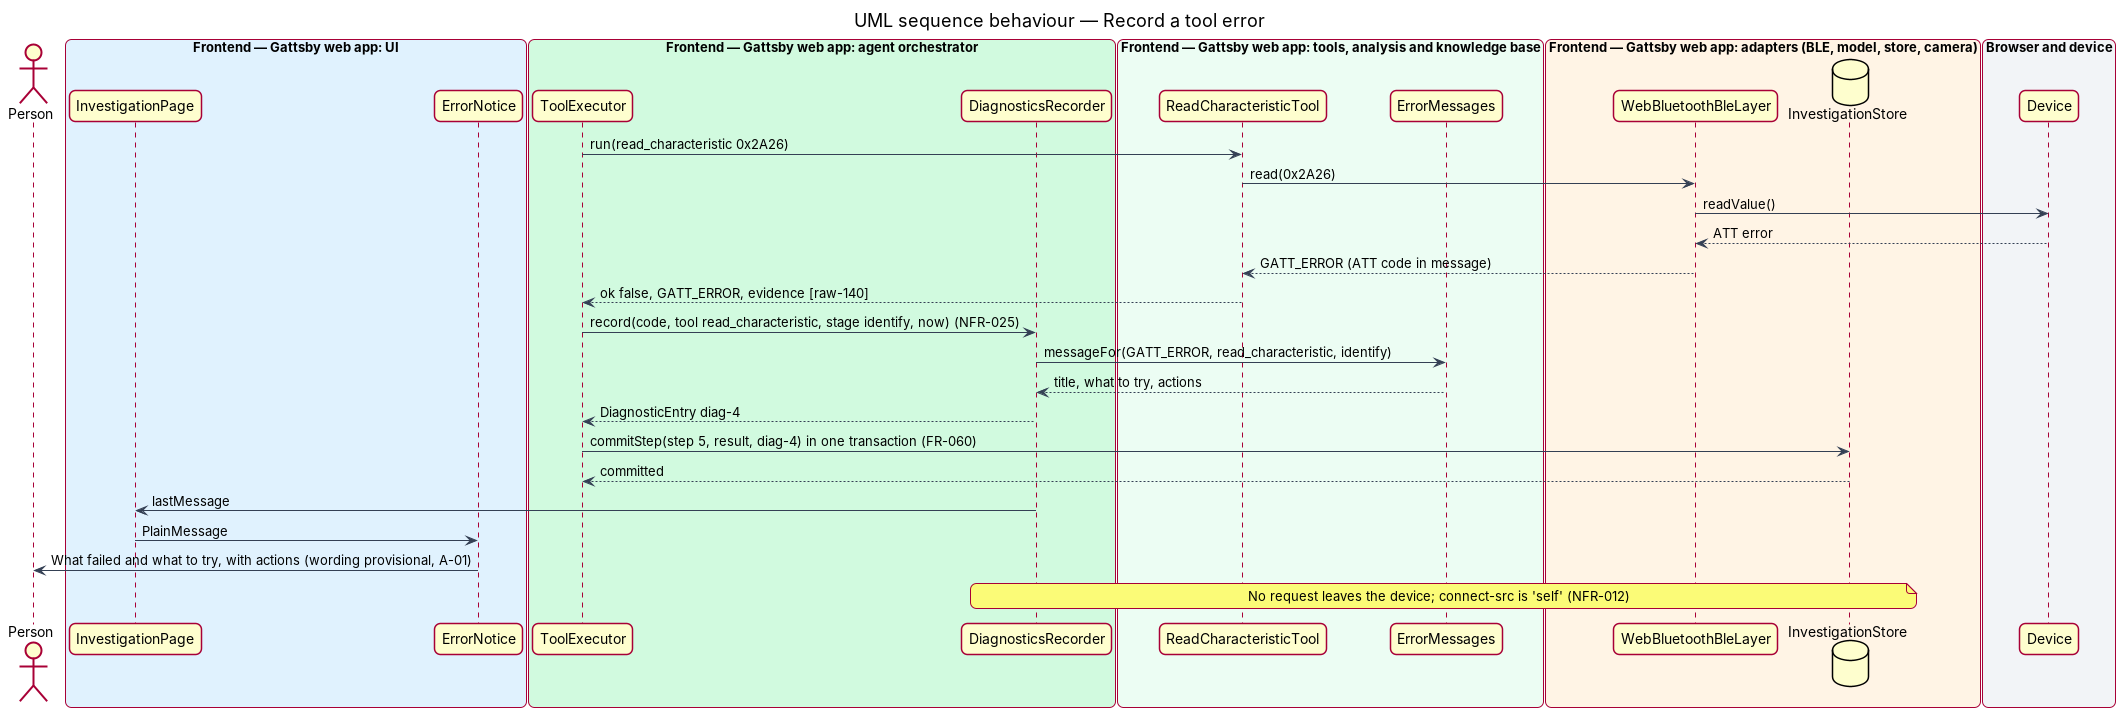 UML sequence behaviour — Record a tool error
Frontend — Gattsby web app: UI
Frontend — Gattsby web app: agent orchestrator
Frontend — Gattsby web app: tools, analysis and knowledge base
Frontend — Gattsby web app: adapters (BLE, model, store, camera)
Browser and device
Person
InvestigationPage
ErrorNotice
ToolExecutor
DiagnosticsRecorder
ReadCharacteristicTool
ErrorMessages
WebBluetoothBleLayer
InvestigationStore
Device
run(read_characteristic 0x2A26)
read(0x2A26)
readValue()
ATT error
GATT_ERROR (ATT code in message)
ok false, GATT_ERROR, evidence [raw-140]
record(code, tool read_characteristic, stage identify, now) (NFR-025)
messageFor(GATT_ERROR, read_characteristic, identify)
title, what to try, actions
DiagnosticEntry diag-4
commitStep(step 5, result, diag-4) in one transaction (FR-060)
committed
lastMessage
PlainMessage
What failed and what to try, with actions (wording provisional, A-01)
No request leaves the device; connect-src is 'self' (NFR-012)
Person
InvestigationPage
ErrorNotice
ToolExecutor
DiagnosticsRecorder
ReadCharacteristicTool
ErrorMessages
WebBluetoothBleLayer
InvestigationStore
Device